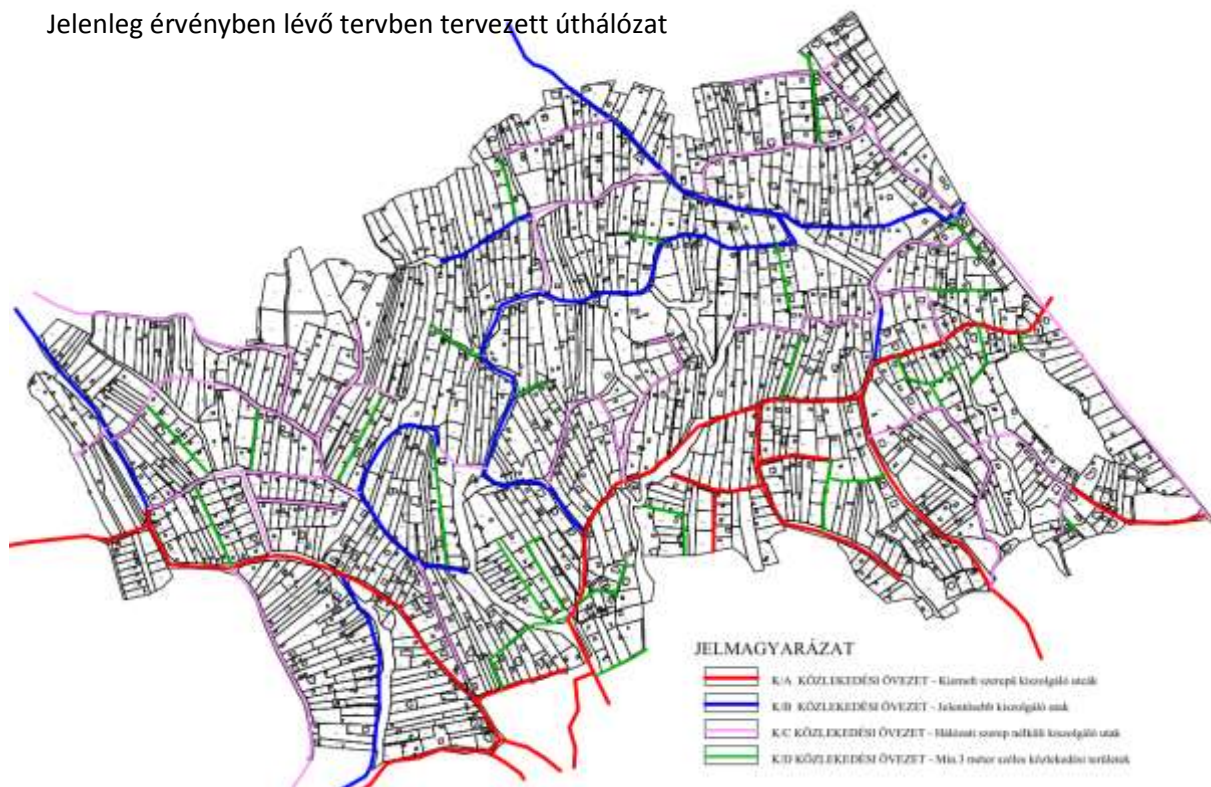 Jelenleg érvényben lévő tervben tervezett úthálózat
JELMAGYARÁZAT
K/A KÖZLEKEDÉSI ÖVEZET - Kiemelt szerepű kiszolgáló utcák
K/B KÖZLEKEDÉSI ÖVEZET - Jelentősebb kiszolgáló utak
K/C KÖZLEKEDÉSI ÖVEZET - Hálózati szerep nélküli kiszolgáló utak
K/D KÖZLEKEDÉSI ÖVEZET - Min 3 méter széles közlekedési területek